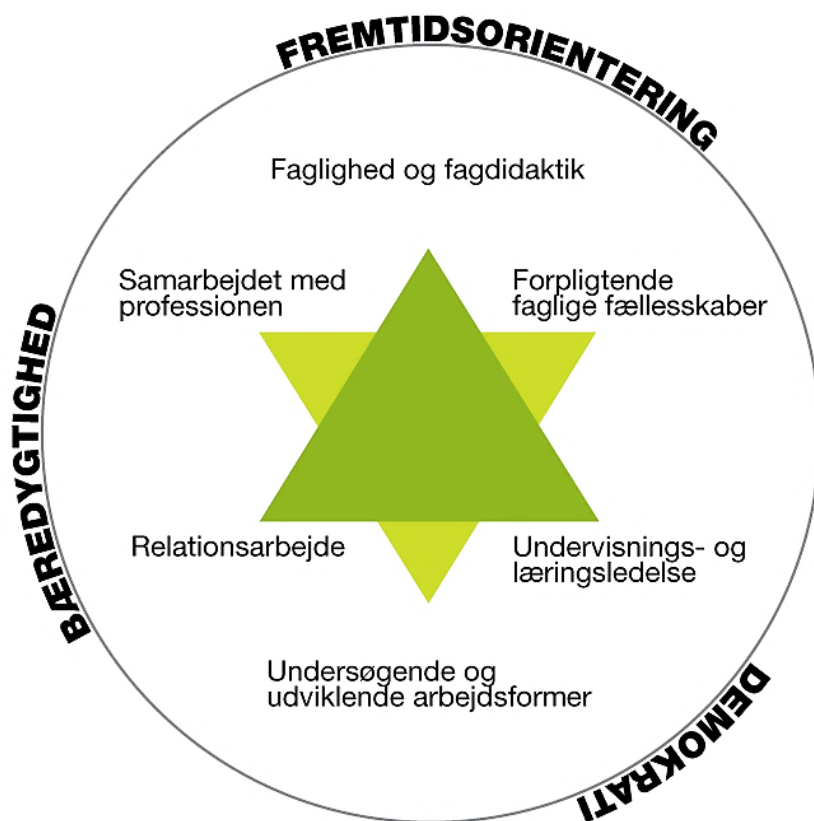 FREMTIDSORIENTERING
Faglighed og fagdidaktik
Samarbejdet med
professionen
Forpligtende
faglige fællesskaber
BÆREDYGTIGHED
Relationsarbejde
Undervisnings- og
læringsledelse
Undersøgende og
udviklende arbejdsformer
DEMOKRATI